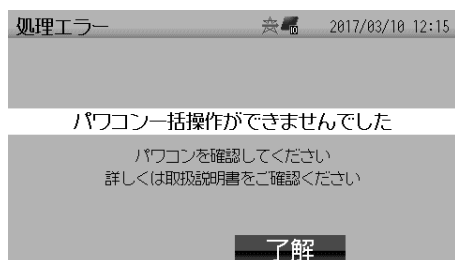 処理エラー 2017/03/10 12:15
パワコン一括操作ができませんでした
パワコンを確認してください
詳しくは取扱説明書をご確認ください
了解